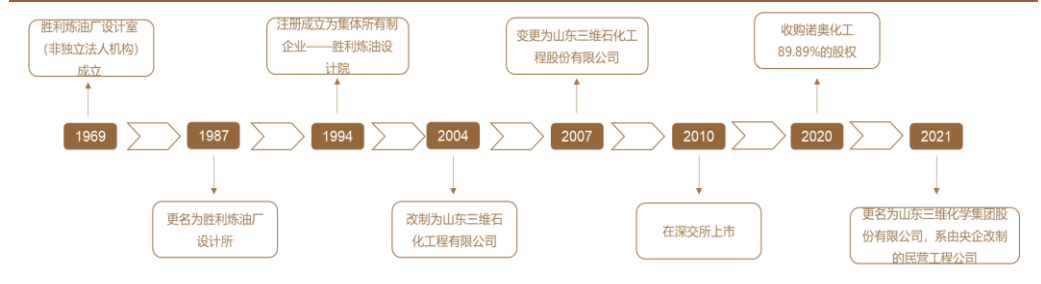 胜利炼油厂设计室
（非独立法人机构）
成立
注册成立为集体所有制
企业——胜利炼油设
计院
变更为山东三维石化工
程股份有限公司
收购诺奥化工
89.89%的股权
1969
1987
1994
2004
2007
2010
2020
2021
更名为胜利炼油厂
设计所
改制为山东三维石
化工程有限公司
在深交所上市
更名为山东三维化学集团股
份有限公司，系由央企改制
的民营工程公司